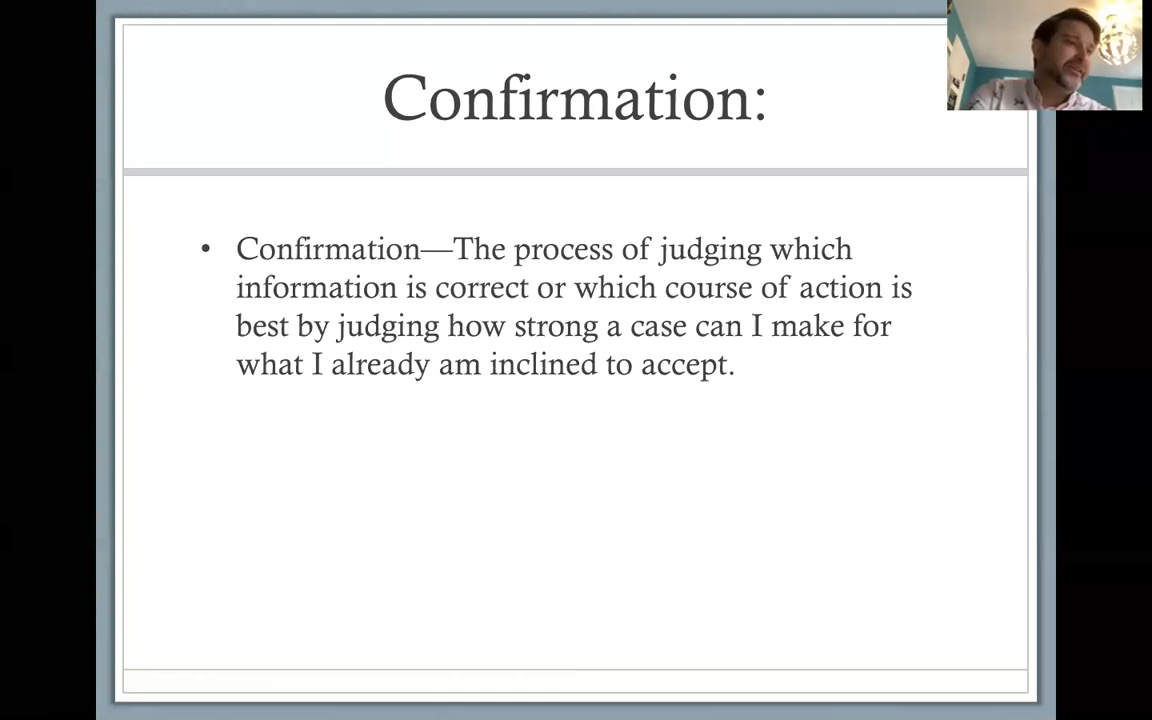 Confirmation:
• Confirmation—The process of judging which
information is correct or which course of action is
best by judging how strong a case can I make for
what I already am inclined to accept.